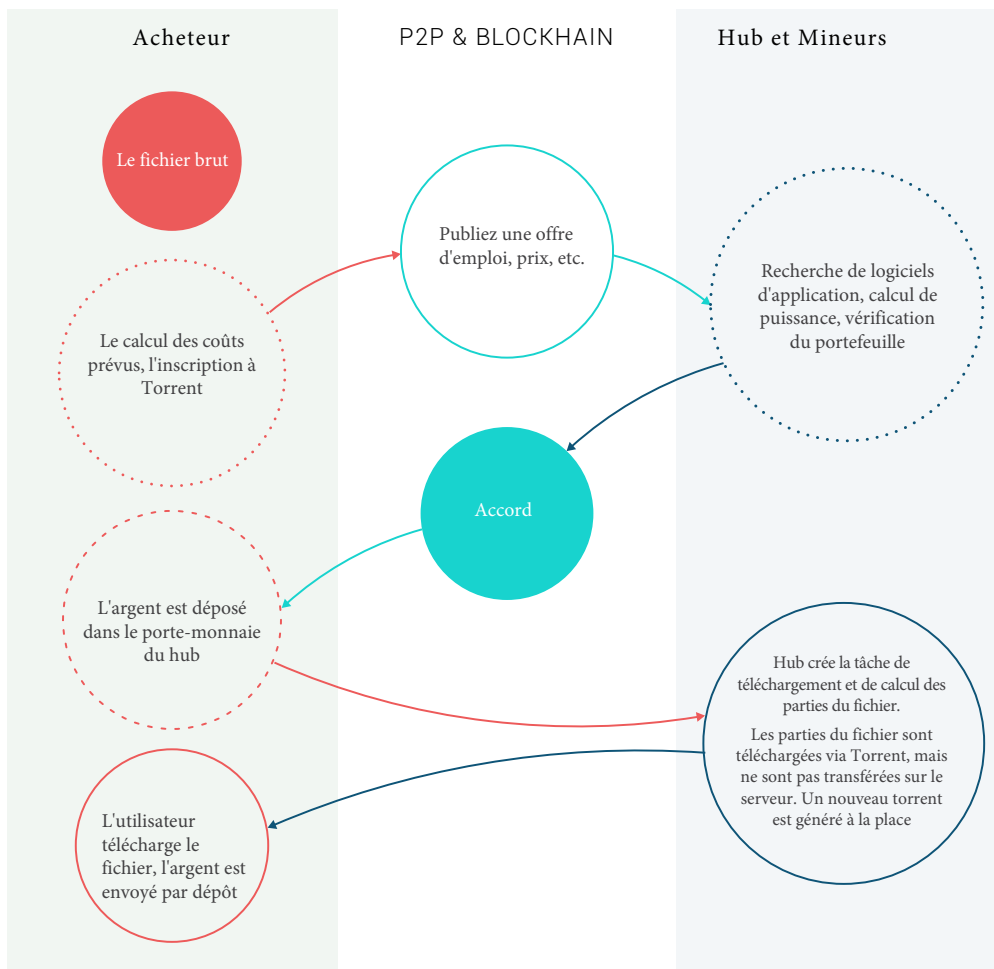 Acheteur
P2P & BLOCKHAIN
Hub et Mineurs
Le fichier brut
Publiez une offre
d'emploi, prix, etc.
Recherche de logiciels
d'application, calcul de
puissance, vérification
du portefeuille
Le calcul des coûts
prévus, l'inscription à
Torrent
Accord
L'argent est déposé
dans le porte-monnaie
du hub
Hub crée la tâche de
téléchargement et de calcul des
parties du fichier.
Les parties du fichier sont
téléchargées via Torrent, mais
ne sont pas transférées sur le
serveur. Un nouveau torrent
est généré à la place
L'utilisateur
télécharge le
fichier, l'argent est
envoyé par dépôt